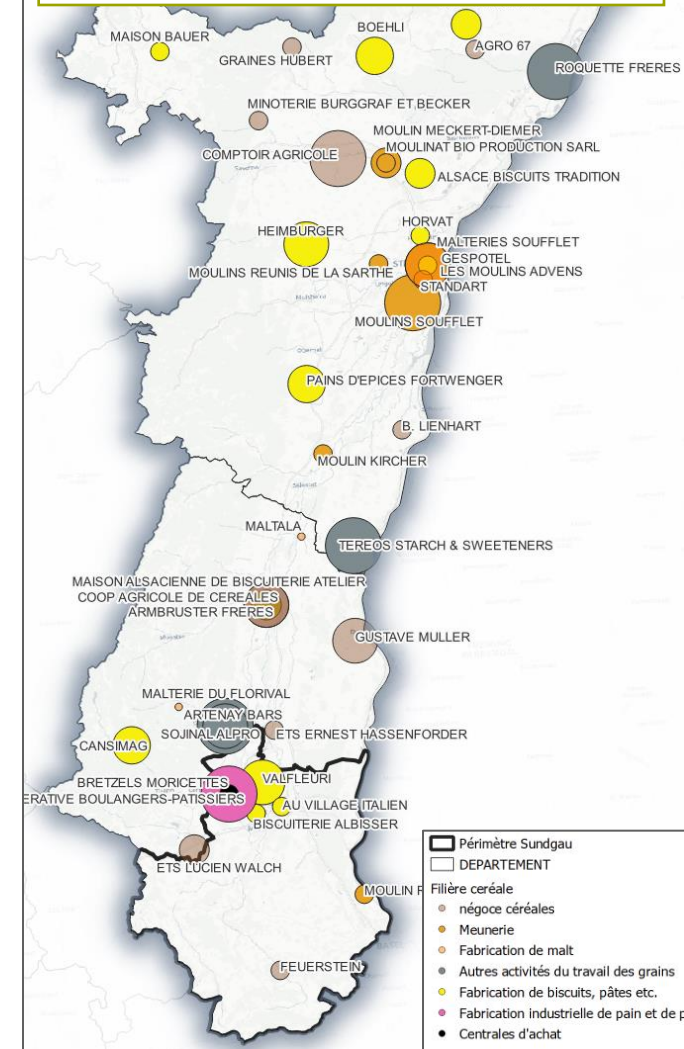 BOEHLI
MAISON BAUER
AGRO 67
GRAINES HUBERT
ROQUETTE FRERES
MINOTERIE BURGGRAF ET BECKER
MOULIN MECKERT-DIEMER
MOULINAT BIO PRODUCTION SARL
COMPTOIR AGRICOLE
ALSACE BISCUITS TRADITION
HORVAT
HEIMBURGER
MALTERIES SOUFFLET
GESPOTEL
MOULINS REUNIS DE LA SARTHE
LES MOULINS ADVENS
STANDART
MOULINS SOUFFLET
PAINS D'EPICES FORTWENGER
B. LIENHART
MOULIN KIRCHER
MALTALA
TEREOS STARCH & SWEETENERS
MAISON ALSACIENNE DE BISCUITERIE ATELIER
COOP AGRICOLE DE CEREALES
ARMBRUSTER FRERES
GUSTAVE MULLER
MALTERIE DU FLORIVAL
ARTENAY BARS
SOJINAL ALPRO
ETS ERNEST HASSENFORDER
CANSIMAG
BRETZELS MORICETTES
VALFLEURI
ERATIVE BOULANGERS-PATISSIERS
AU VILLAGE ITALIEN
BISCUITERIE ALBISSER
ETS LUCIEN WALCH
MOULIN
FEUERSTEIN
Périmètre Sundgau
DEPARTEMENT
Filière ceréale
négoce céréales
Meunerie
Fabrication de malt
Autres activités du travail des grains
Fabrication de biscuits, pâtes etc.
Fabrication industrielle de pain et de p
Centrales d'achat